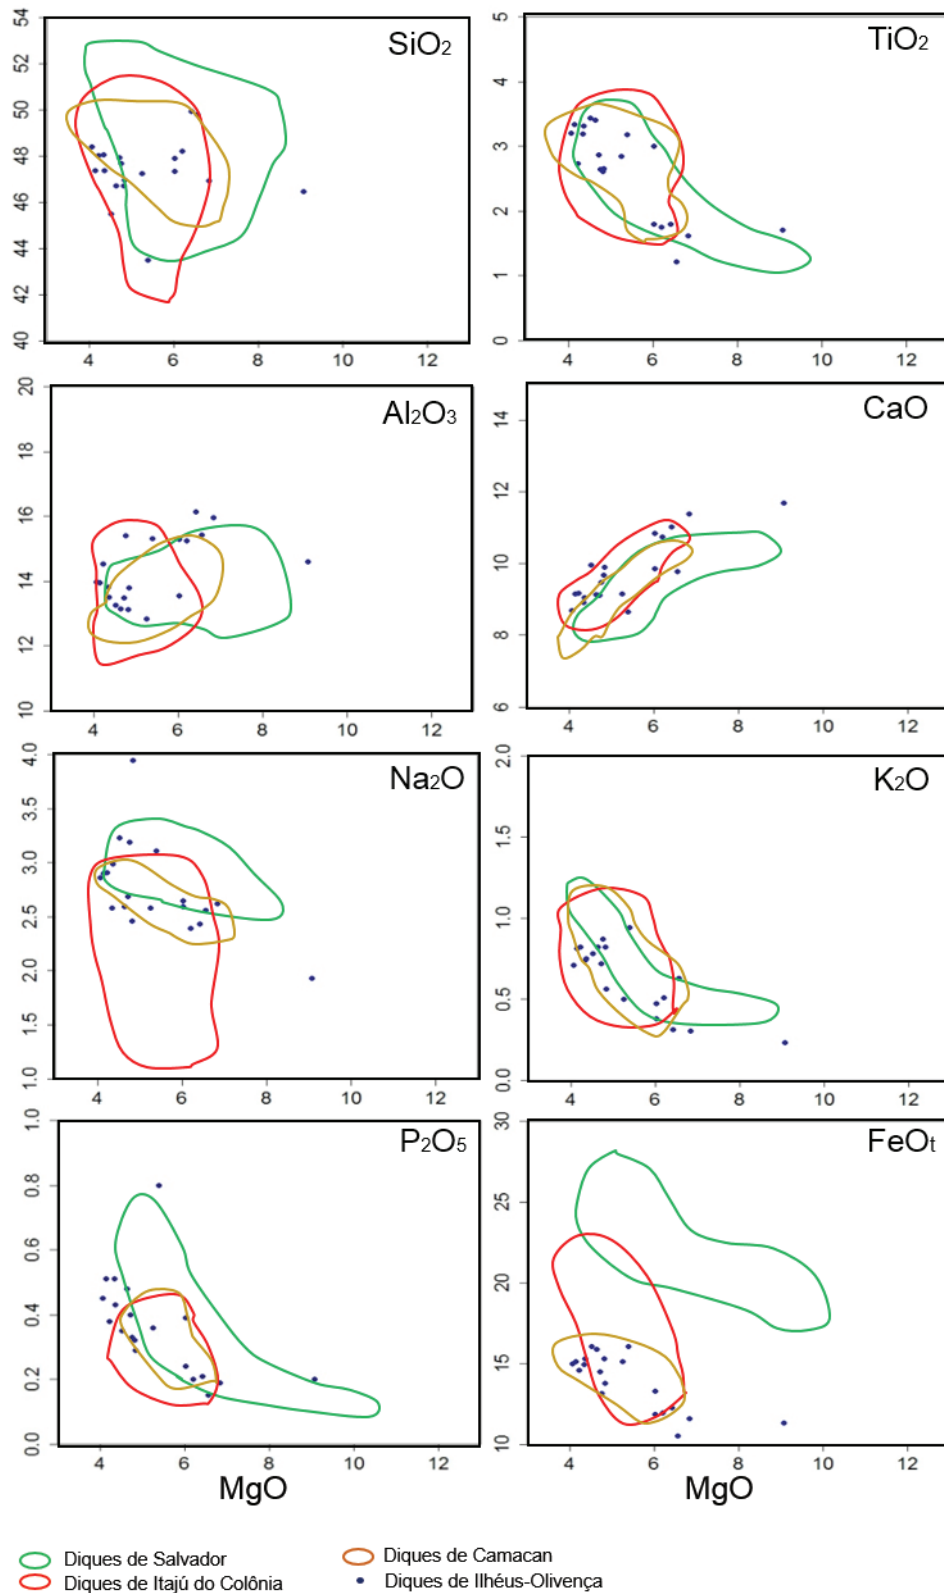 SiO₂
54
52
50
48
46
44
42
40
4 6 8 10 12
TiO₂
5
4
3
2
1
0
4 6 8 10 12
Al₂O₃
20
18
16
14
12
10
4 6 8 10 12
CaO
14
12
10
8
6
4 6 8 10 12
Na₂O
4.0
3.5
3.0
2.5
2.0
1.5
1.0
4 6 8 10 12
K₂O
2.0
1.5
1.0
0.5
0.0
4 6 8 10 12
P₂O₅
1.0
0.8
0.6
0.4
0.2
0.0
4 6 8 10 12
MgO
FeOt
30
25
20
15
10
4 6 8 10 12
MgO
Diques de Salvador
Diques de Itajú do Colônia
Diques de Camacan
Diques de Ilhéus-Olivença